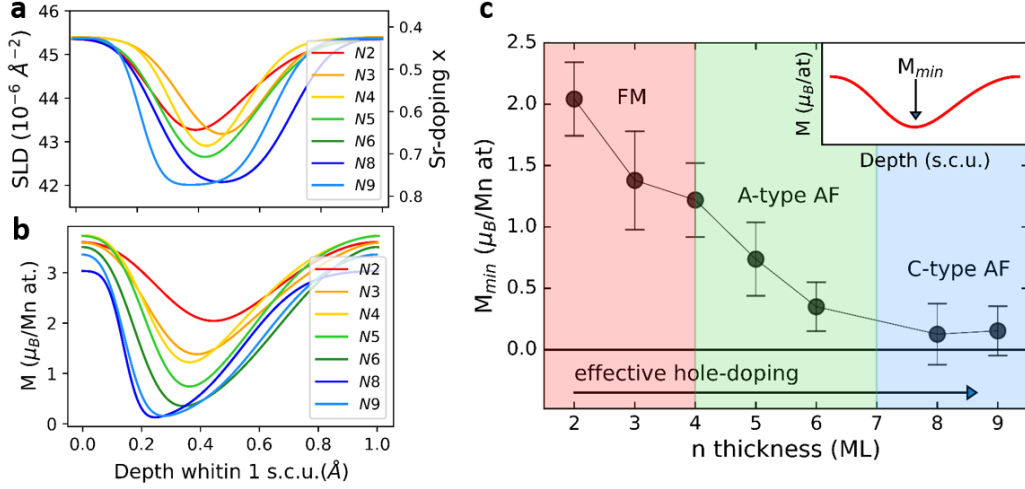 a
SLD (10⁻⁶ Å⁻²)
46
45
44
43
42
N2
N3
N4
N5
N6
N8
N9
0.4
0.5
0.6
0.7
0.8
Sr-doping x
b
M (μB/Mn at.)
3
2
1
0
N2
N3
N4
N5
N6
N8
N9
0.0 0.2 0.4 0.6 0.8 1.0
Depth whitin 1 s.c.u.(Å)
c
Mmin (μB/Mn at)
2.5
2.0
1.5
1.0
0.5
0.0
FM
A-type AF
C-type AF
effective hole-doping
M (μB/at)
Mmin
Depth (s.c.u.)
2 3 4 5 6 7 8 9
n thickness (ML)